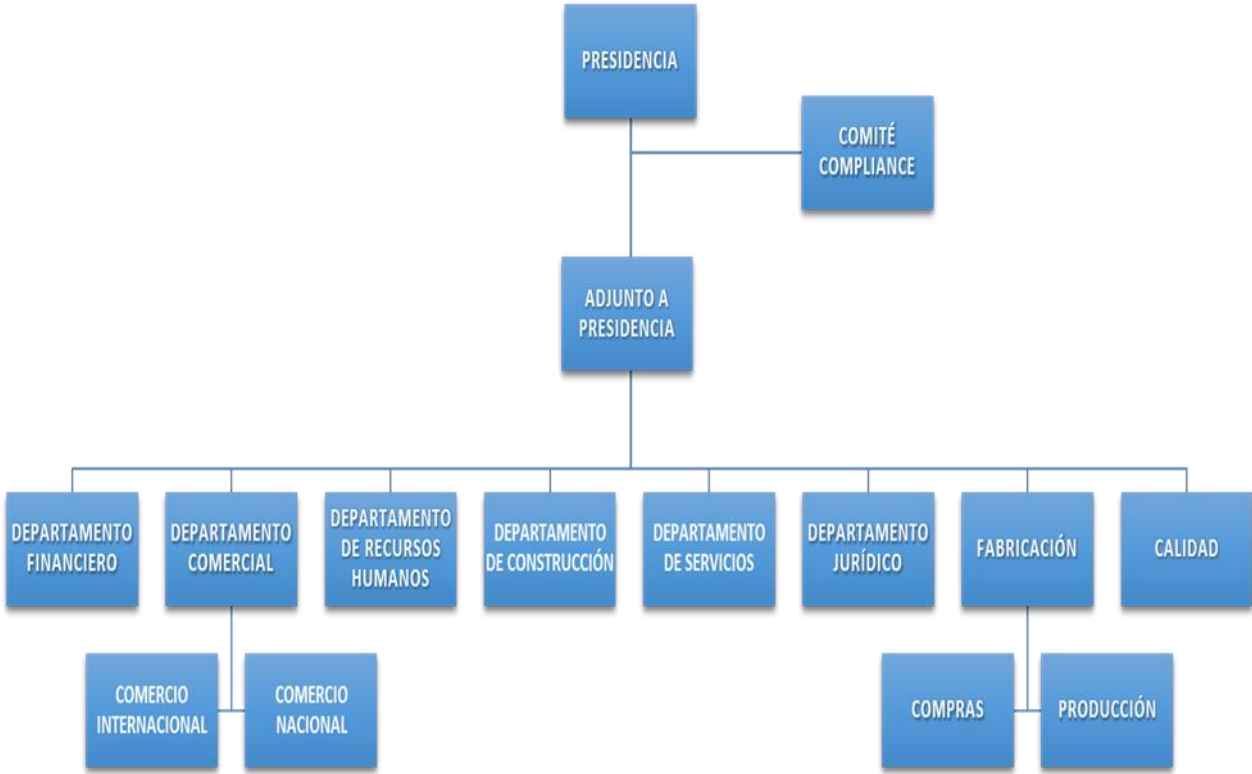 PRESIDENCIA
COMITÉ
COMPLIANCE
ADJUNTO A
PRESIDENCIA
DEPARTAMENTO
FINANCIERO
DEPARTAMENTO
COMERCIAL
DEPARTAMENTO
DE RECURSOS
HUMANOS
DEPARTAMENTO
DE CONSTRUCCIÓN
DEPARTAMENTO
DE SERVICIOS
DEPARTAMENTO
JURÍDICO
FABRICACIÓN
CALIDAD
COMERCIO
INTERNACIONAL
COMERCIO
NACIONAL
COMPRAS
PRODUCCIÓN